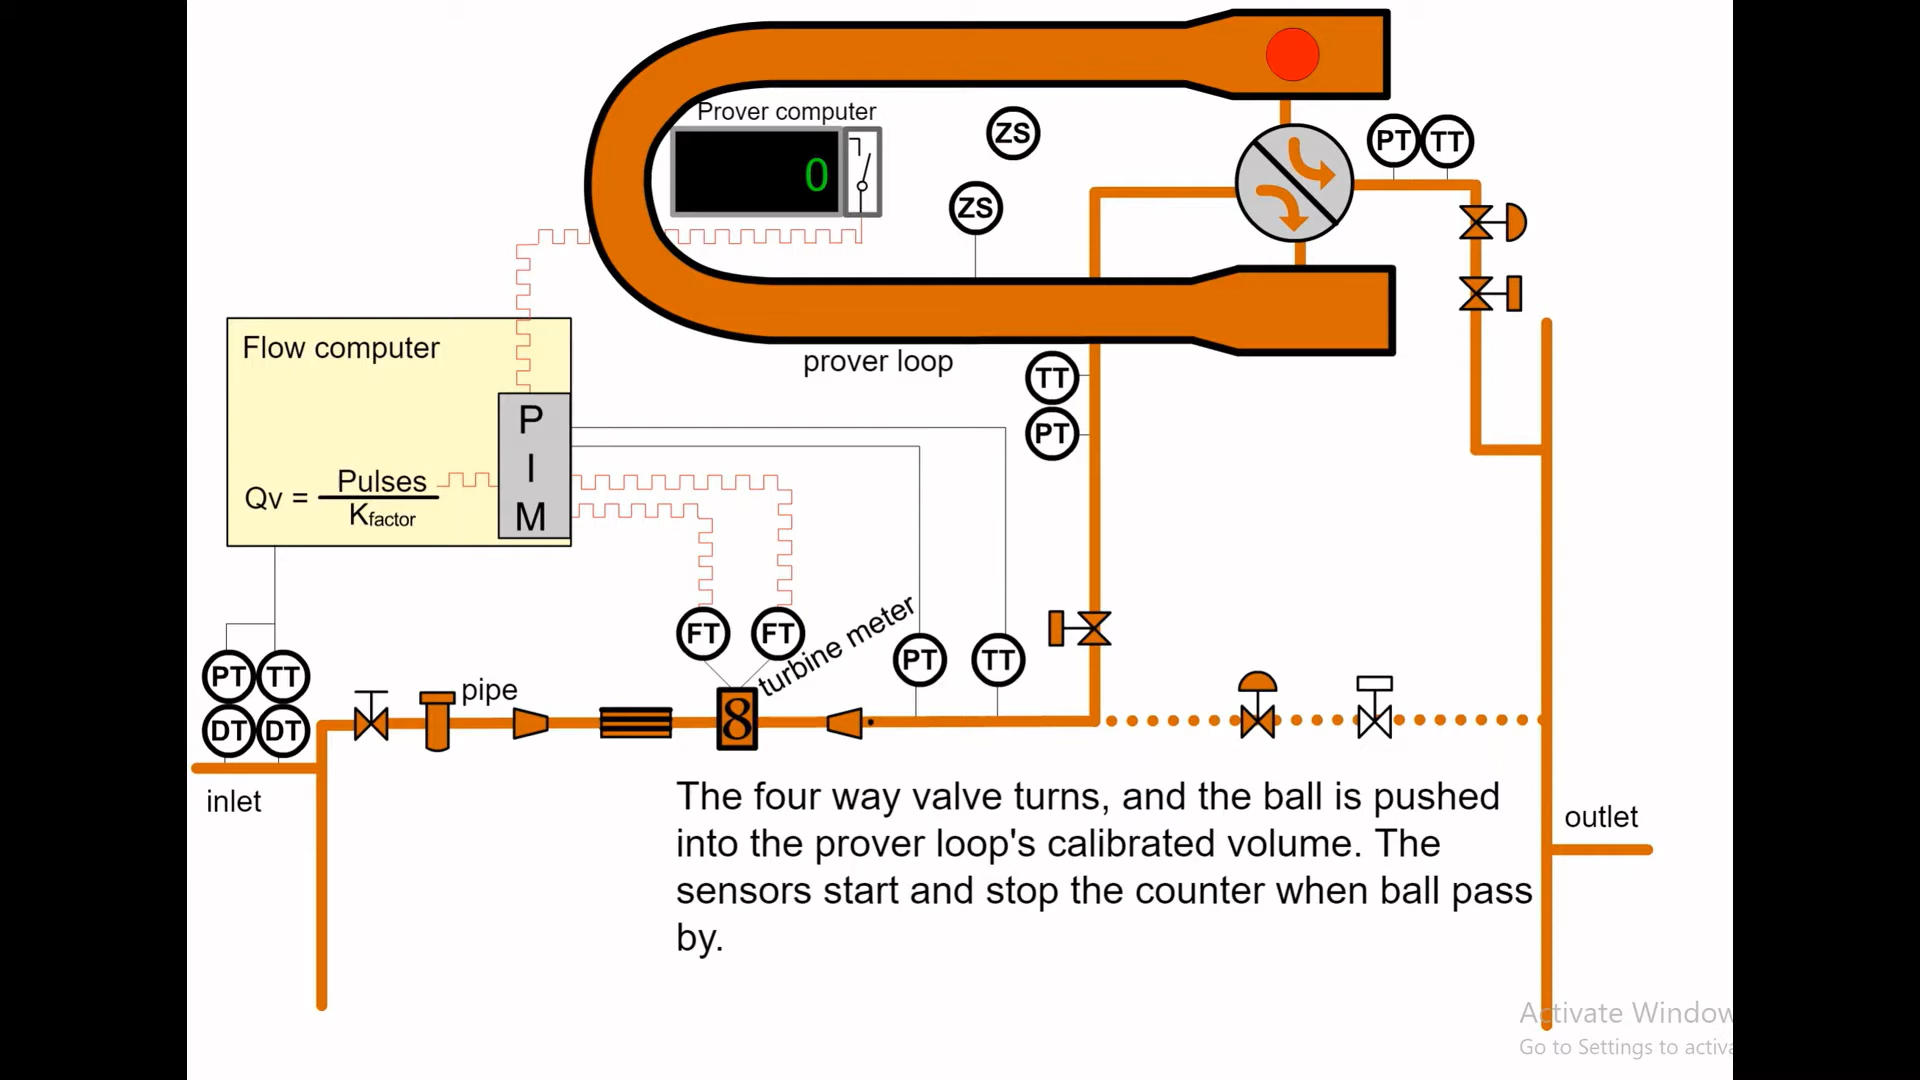 Prover computer
0
ZS
ZS
PT TT
prover loop
Flow computer
P
I
M
Qv = Pulses
Kfactor
TT
PT
FT FT
turbine meter
PT TT
PT TT
DT DT
pipe
8
inlet
outlet
The four way valve turns, and the ball is pushed
into the prover loop's calibrated volume. The
sensors start and stop the counter when ball pass
by.
Activate Window
Go to Settings to activa